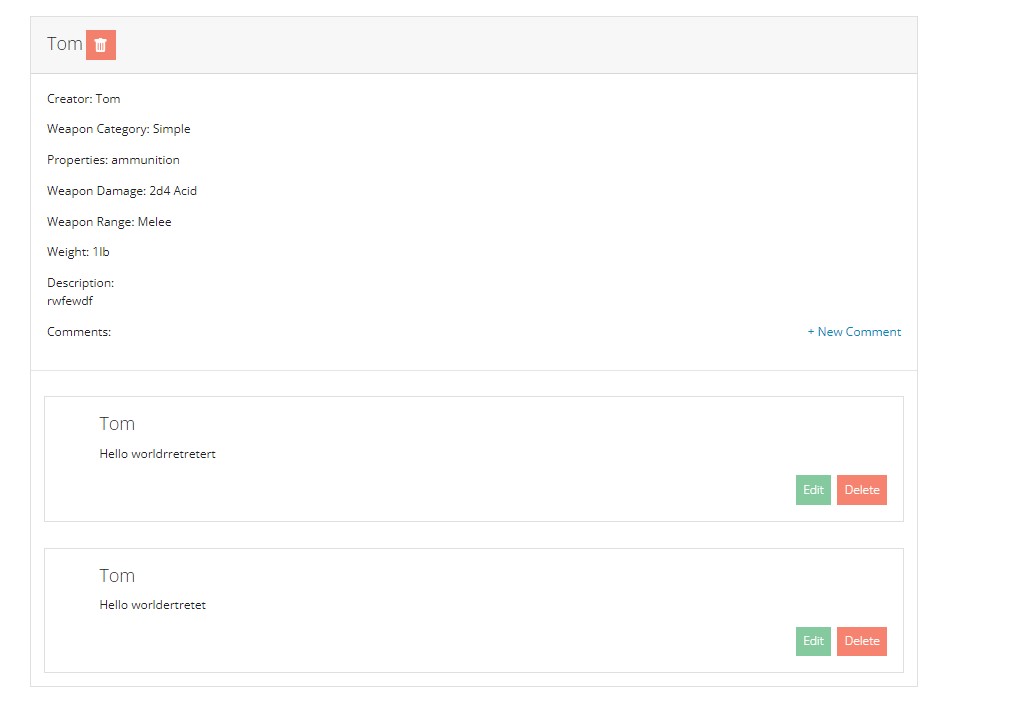 Tom
Creator: Tom
Weapon Category: Simple
Properties: ammunition
Weapon Damage: 2d4 Acid
Weapon Range: Melee
Weight: 1lb
Description:
rwfewdf
Comments:
+ New Comment
Tom
Hello worldrretretert
Edit Delete
Tom
Hello worldertretet
Edit Delete